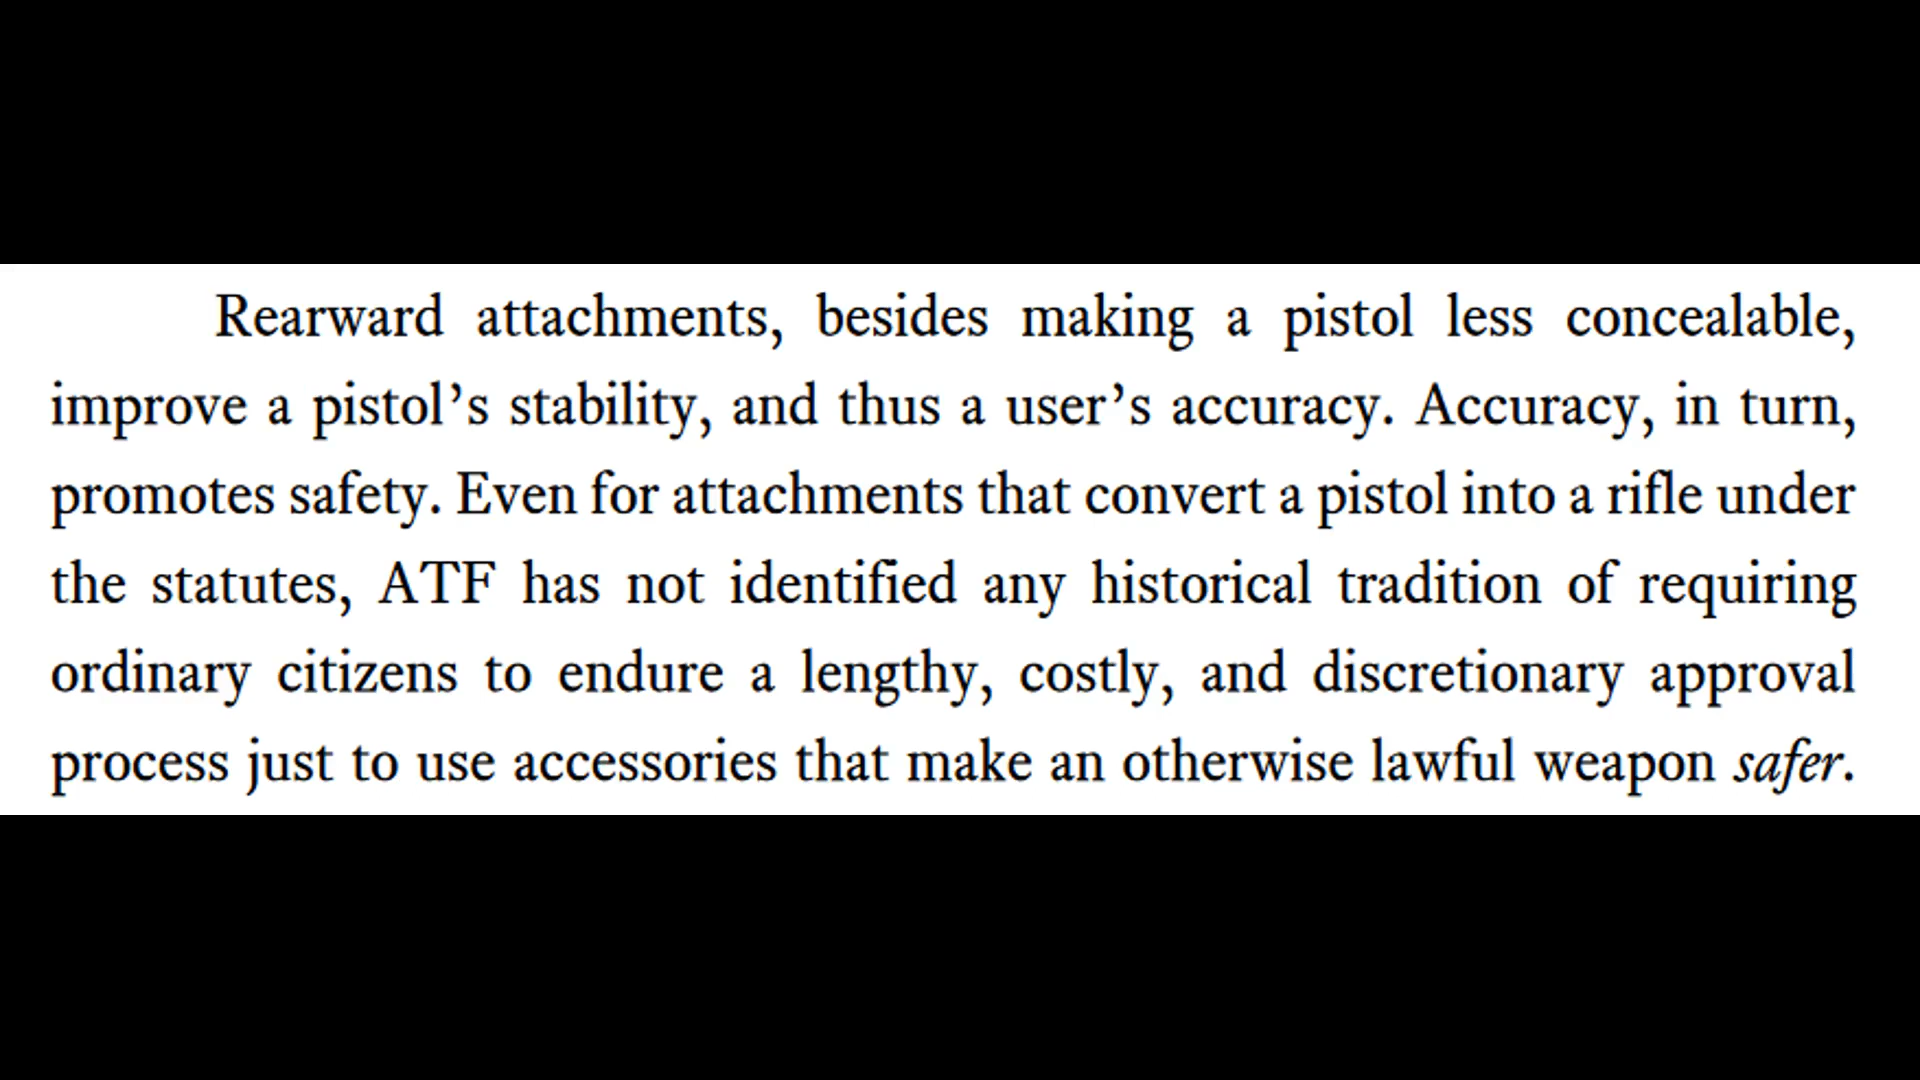 Rearward attachments, besides making a pistol less concealable,
improve a pistol’s stability, and thus a user’s accuracy. Accuracy, in turn,
promotes safety. Even for attachments that convert a pistol into a rifle under
the statutes, ATF has not identified any historical tradition of requiring
ordinary citizens to endure a lengthy, costly, and discretionary approval
process just to use accessories that make an otherwise lawful weapon safer.